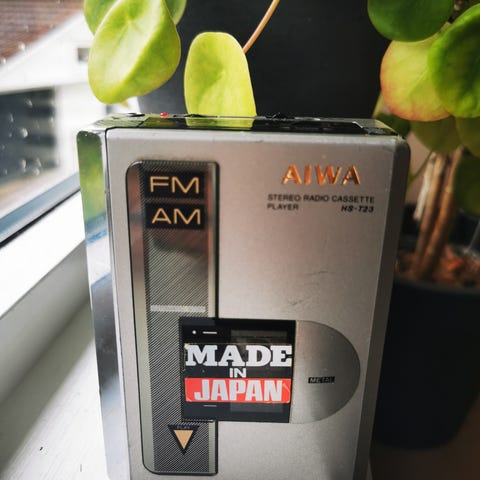 FM
AM
AIWA
STEREO RADIO CASSETTE
PLAYER HS-T23
MADE
IN
JAPAN
METAL